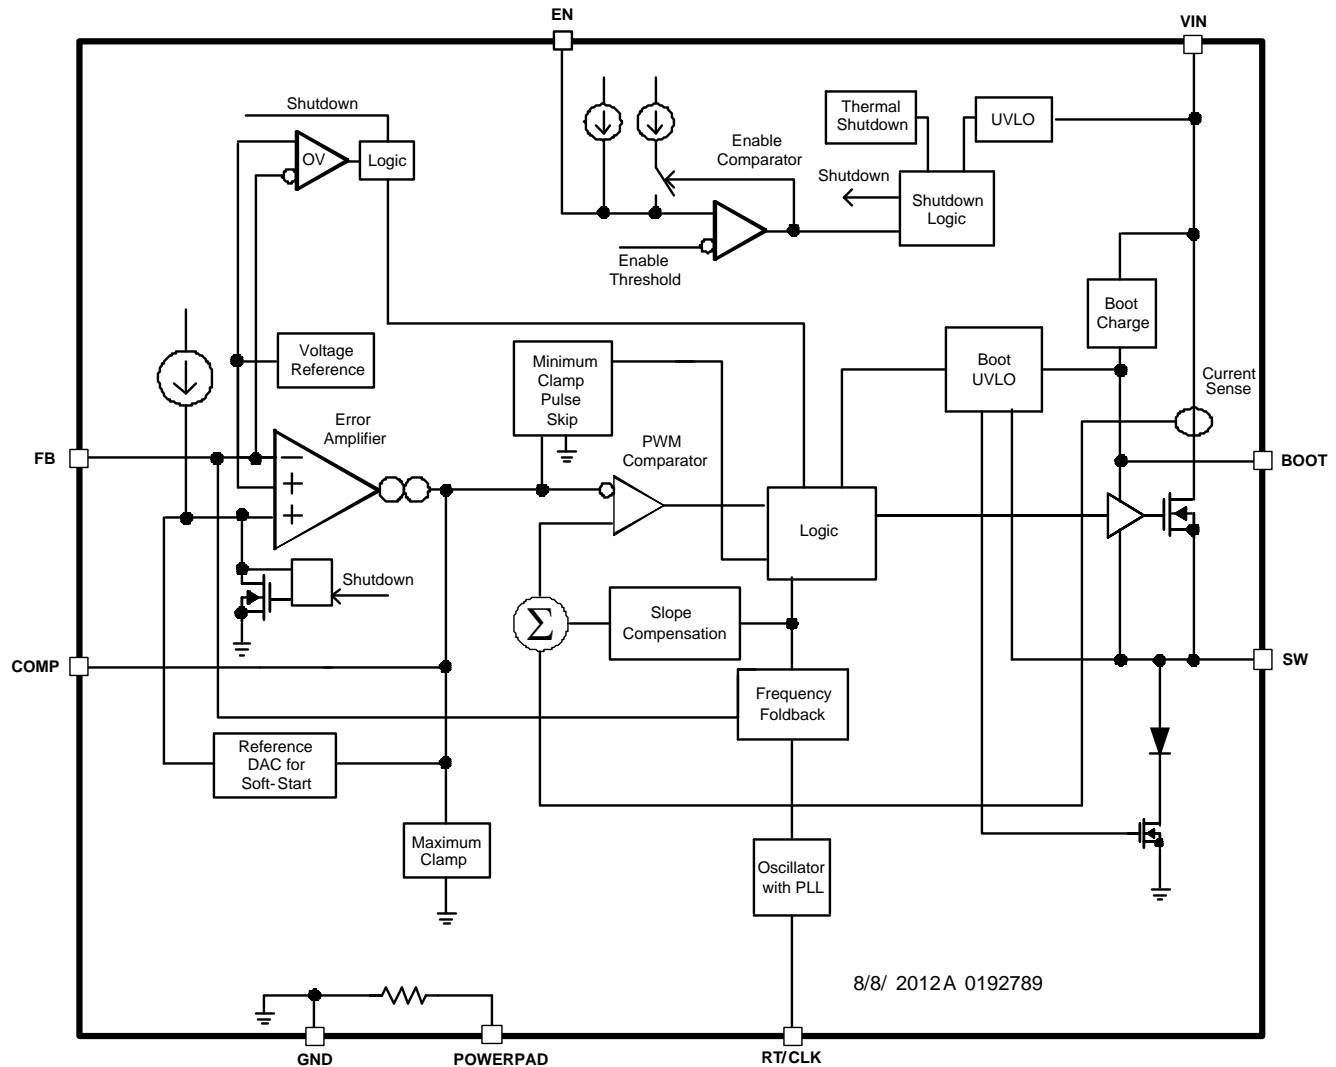 EN
VIN
Shutdown
Thermal
Shutdown
UVLO
Enable
Comparator
OV
Logic
Shutdown
Shutdown
Logic
Enable
Threshold
Boot
Charge
Voltage
Reference
Minimum
Clamp
Pulse
Skip
Boot
UVLO
Current
Sense
Error
Amplifier
PWM
Comparator
FB
BOOT
−
+
+
Logic
Shutdown
Σ
Slope
Compensation
COMP
SW
Frequency
Foldback
Reference
DAC for
Soft-Start
Maximum
Clamp
Oscillator
with PLL
8/8/ 2012A 0192789
GND
POWERPAD
RT/CLK